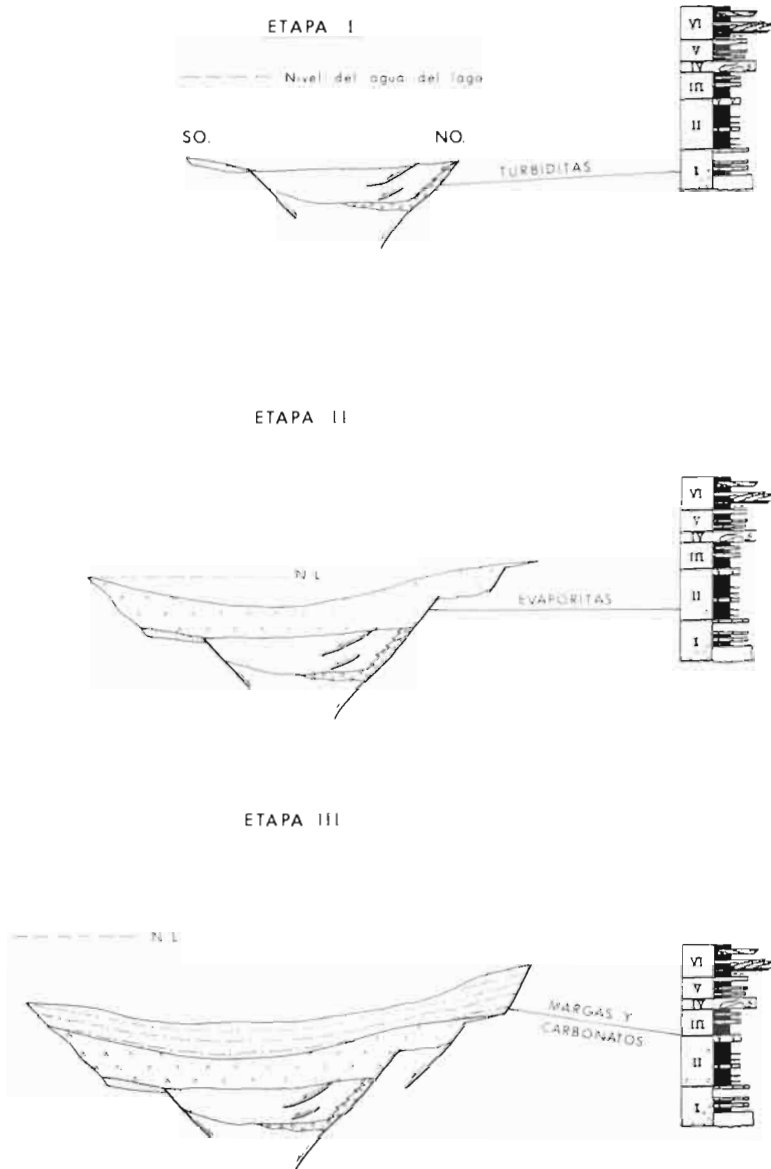 ETAPA I
Nivel del agua del lago
SO. NO.
TURBIDITAS
VI
V
IV
III
II
I
ETAPA II
N L
EVAPORITAS
VI
V
IV
III
II
I
ETAPA III
N L
MARGAS Y
CARBONATOS
VI
V
IV
III
II
I